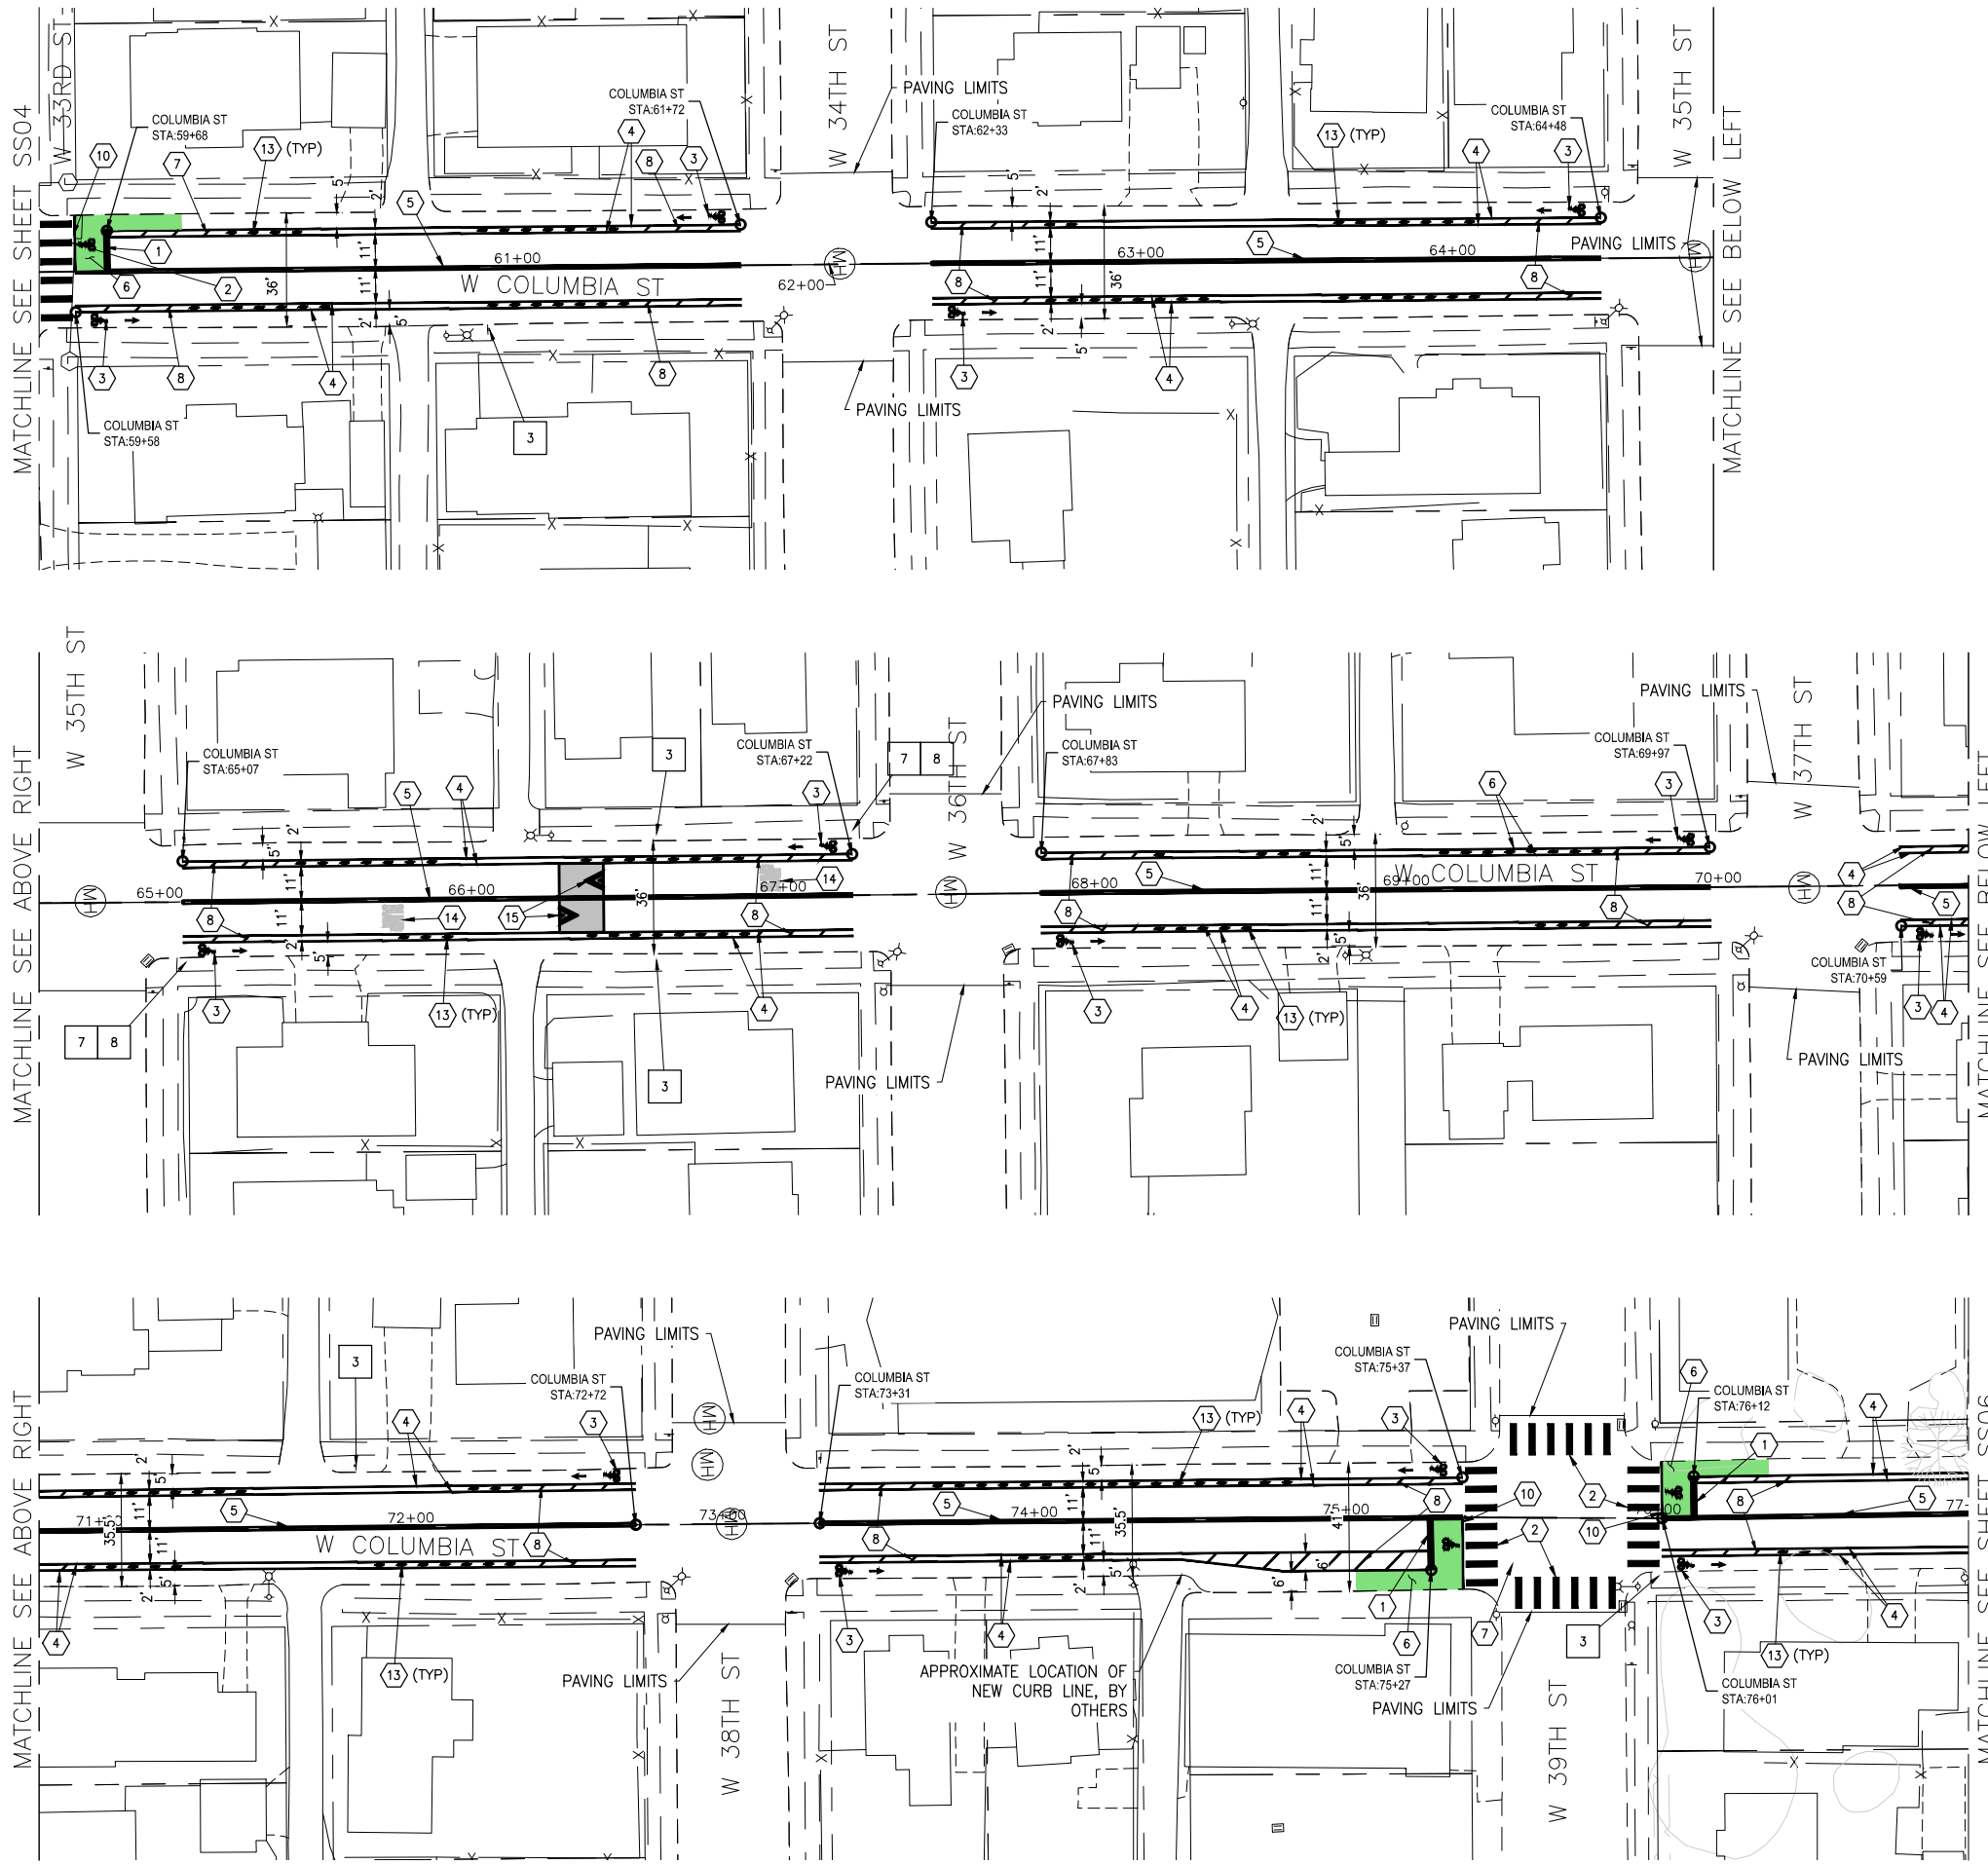 MATCHLINE SEE SHEET SS04
W 33RD ST
COLUMBIA ST
STA:59+68
10
7
13 (TYP)
COLUMBIA ST
STA:61+72
4
8
3
W 34TH ST
PAVING LIMITS
COLUMBIA ST
STA:62+33
13 (TYP)
COLUMBIA ST
STA:64+48
4
3
W 35TH ST
MATCHLINE SEE BELOW LEFT
5'
2'
5
1
6
2
36'
11'
11'
61+00
W COLUMBIA ST
2'
5'
MH
62+00
5'
2'
11'
11'
36'
8
63+00
5
64+00
8
PAVING LIMITS
MH
2'
5'
3
8
4
8
3
4
COLUMBIA ST
STA:59+58
3
PAVING LIMITS
MATCHLINE SEE ABOVE RIGHT
W 35TH ST
COLUMBIA ST
STA:65+07
5
4
3
COLUMBIA ST
STA:67+22
3
7 8
W 36TH ST
PAVING LIMITS
COLUMBIA ST
STA:67+83
6
COLUMBIA ST
STA:69+97
3
PAVING LIMITS
W 37TH ST
MATCHLINE SEE BELOW LEFT
5'
2'
11'
11'
2'
5'
MH
65+00
66+00
67+00
14
14
15
8
8
36'
MH
68+00
5
69+00
W COLUMBIA ST
70+00
2'
5'
11'
11'
36'
2'
5'
8
8
MH
4
8
5
COLUMBIA ST
STA:70+59
3
4
3
13 (TYP)
4
7 8
3
PAVING LIMITS
3
4
13 (TYP)
PAVING LIMITS
MATCHLINE SEE ABOVE RIGHT
3
4
PAVING LIMITS
COLUMBIA ST
STA:72+72
3
MH
MH
MH
COLUMBIA ST
STA:73+31
13 (TYP)
4
COLUMBIA ST
STA:75+37
3
PAVING LIMITS
6
COLUMBIA ST
STA:76+12
1
4
MATCHLINE SEE SHEET SS06
2'
5'
11'
11'
35.5'
2'
5'
5
72+00
W COLUMBIA ST
8
8
5
74+00
2'
5'
11'
11'
35.5'
2'
5'
75+00
41'
6'
6'
8
10
2
2
10
8
5
4
13 (TYP)
38TH ST
W
PAVING LIMITS
3
4
APPROXIMATE LOCATION OF
NEW CURB LINE, BY
OTHERS
1
6
7
COLUMBIA ST
STA:75+27
PAVING LIMITS
W 39TH ST
3
3
13 (TYP)
4
COLUMBIA ST
STA:76+01